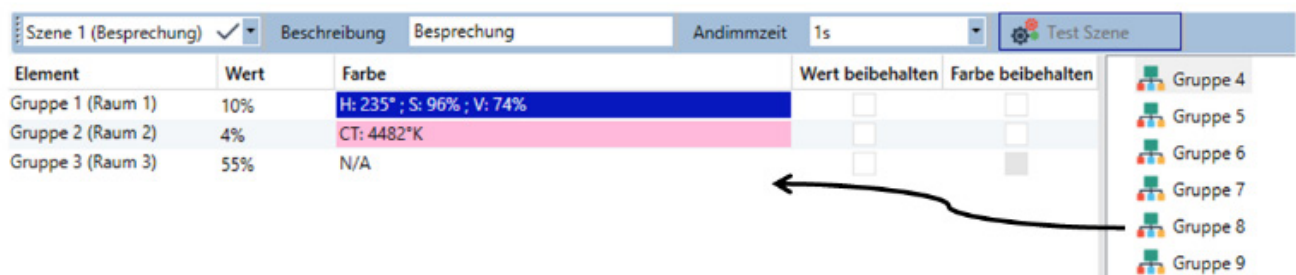 Szene 1 (Besprechung) Beschreibung Besprechung Andimmzeit 1s Test Szene
Element Wert Farbe Wert beibehalten Farbe beibehalten
Gruppe 1 (Raum 1) 10% H: 235° ; S: 96% ; V: 74%
Gruppe 2 (Raum 2) 4% CT: 4482°K
Gruppe 3 (Raum 3) 55% N/A
Gruppe 4
Gruppe 5
Gruppe 6
Gruppe 7
Gruppe 8
Gruppe 9